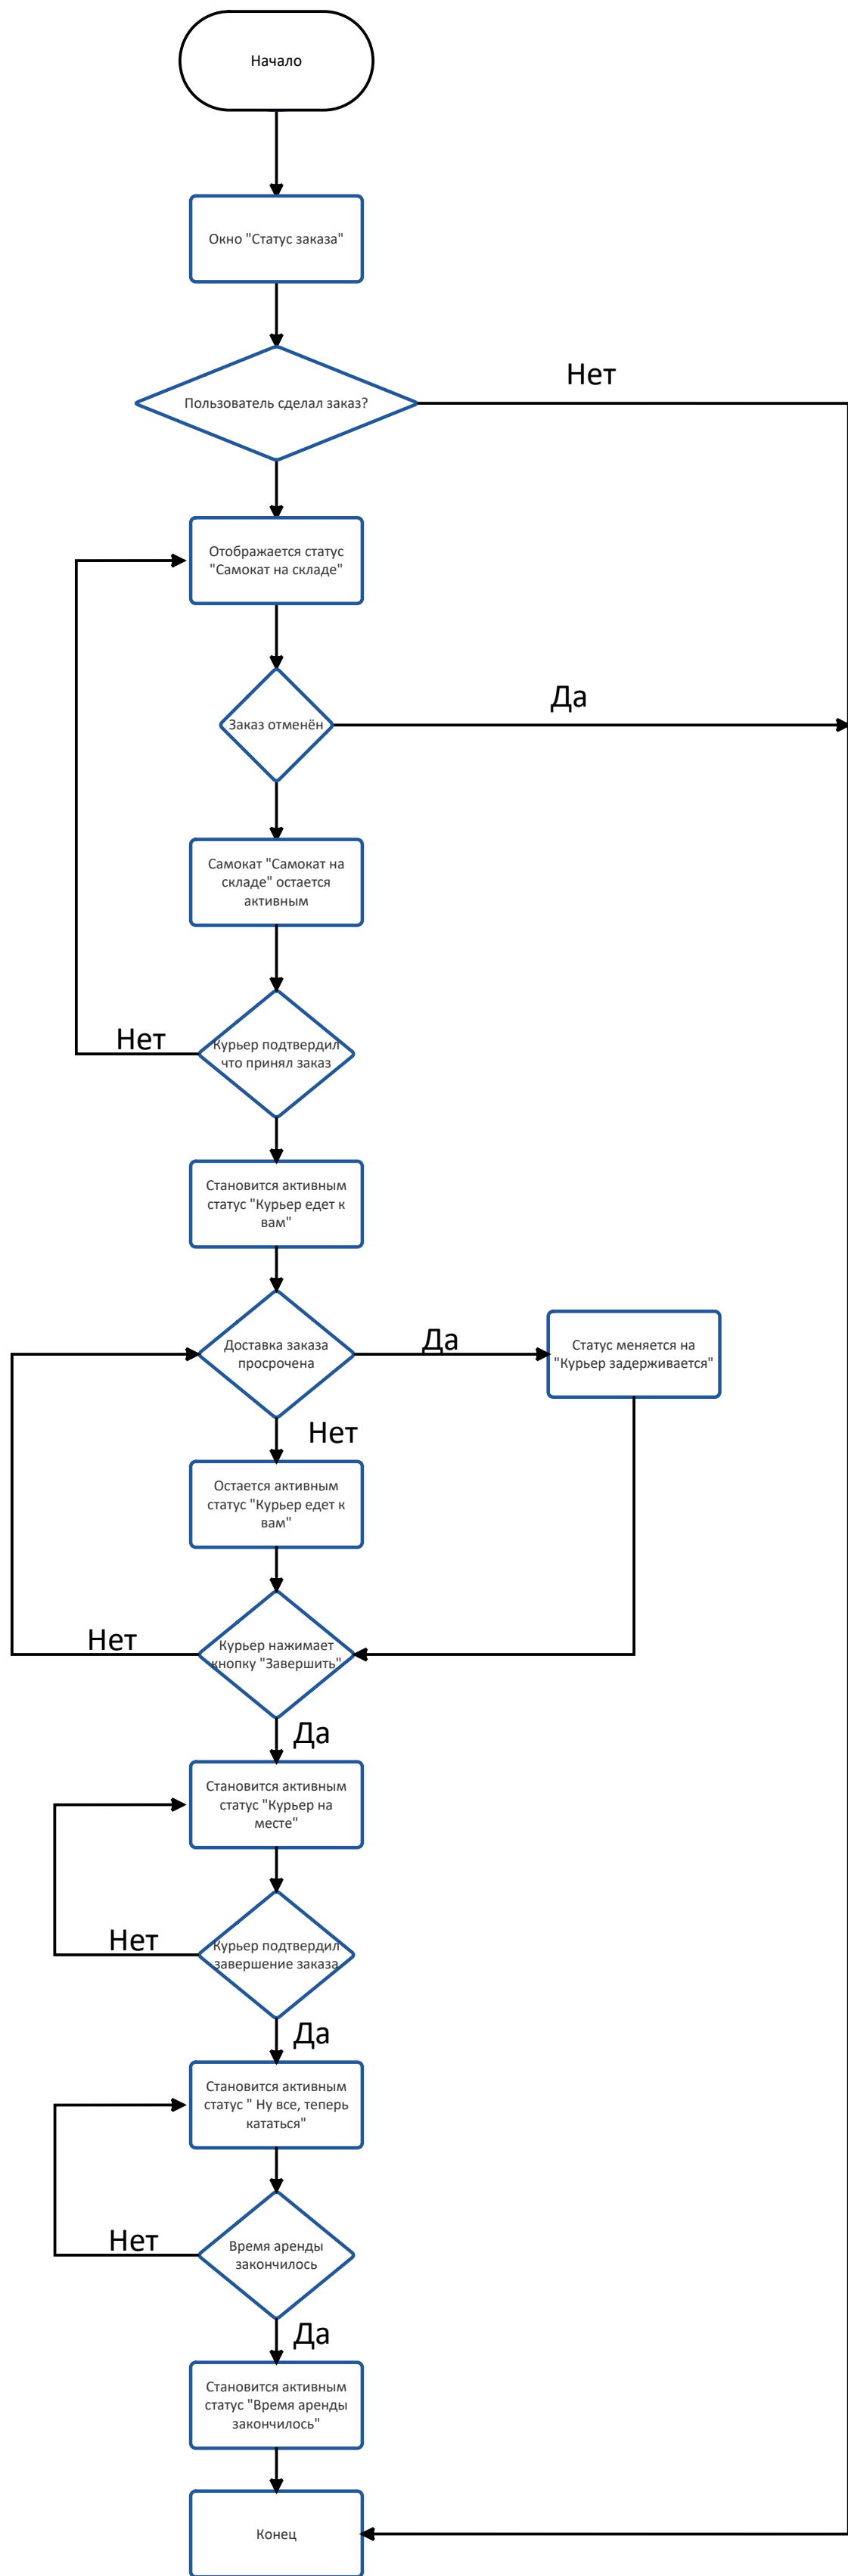 Начало
Окно "Статус заказа"
Нет
Пользователь сделал заказ?
Отображается статус
"Самокат на складе"
Да
Заказ отменён
Самокат "Самокат на
складе" остается
активным
Нет
Курьер подтвердил
что принял заказ
Становится активным
статус "Курьер едет к
вам"
Доставка заказа
просрочена
Да
Статус меняется на
"Курьер задерживается"
Нет
Остается активным
статус "Курьер едет к
вам"
Нет
Курьер нажимает
кнопку "Завершить"
Да
Становится активным
статус "Курьер на
месте"
Нет
Курьер подтвердил
завершение заказа
Да
Становится активным
статус " Ну все, теперь
кататься"
Нет
Время аренды
закончилось
Да
Становится активным
статус "Время аренды
закончилось"
Конец